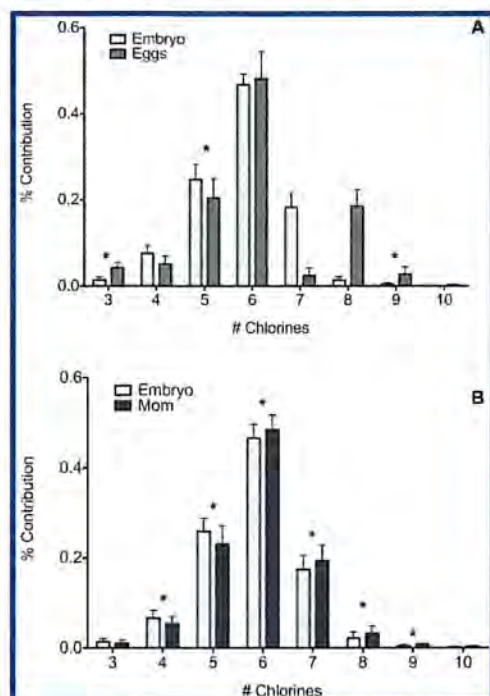 A
Embryo
Eggs
0.6
0.4
0.2
0.0
% Contribution
*
*
*
3 4 5 6 7 8 9 10
# Chlorines
B
Embryo
Mom
0.6
0.4
0.2
0.0
% Contribution
*
*
*
*
*
*
3 4 5 6 7 8 9 10
# Chlorines